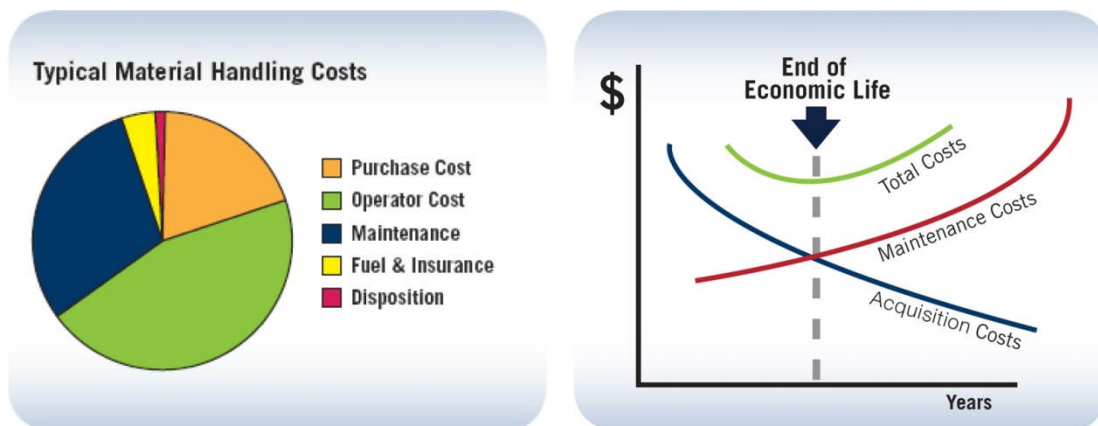 Typical Material Handling Costs
Purchase Cost
Operator Cost
Maintenance
Fuel & Insurance
Disposition
$
End of
Economic Life
Total Costs
Maintenance Costs
Acquisition Costs
Years